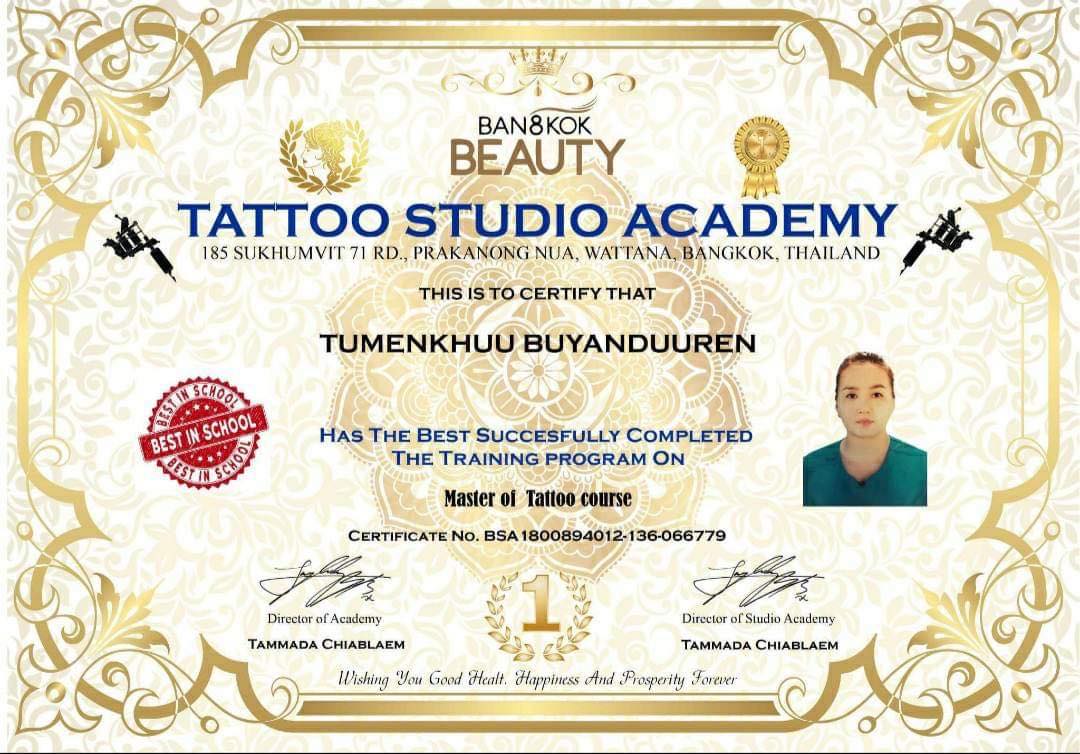 BAN8KOK
BEAUTY
TATTOO STUDIO ACADEMY
185 SUKHUMVIT 71 RD., PRAKANONG NUA, WATTANA, BANGKOK, THAILAND
THIS IS TO CERTIFY THAT
TUMENKHUU BUYANDUUREN
BEST IN SCHOOL
BEST IN SCHOOL
BEST IN SCHOOL
HAS THE BEST SUCCESFULLY COMPLETED
THE TRAINING PROGRAM ON
Master of Tattoo course
CERTIFICATE NO. BSA1800894012-136-066779
1
Director of Academy
TAMMADA CHIABLAEM
Director of Studio Academy
TAMMADA CHIABLAEM
Wishing You Good Healt. Happiness And Prosperity Forever